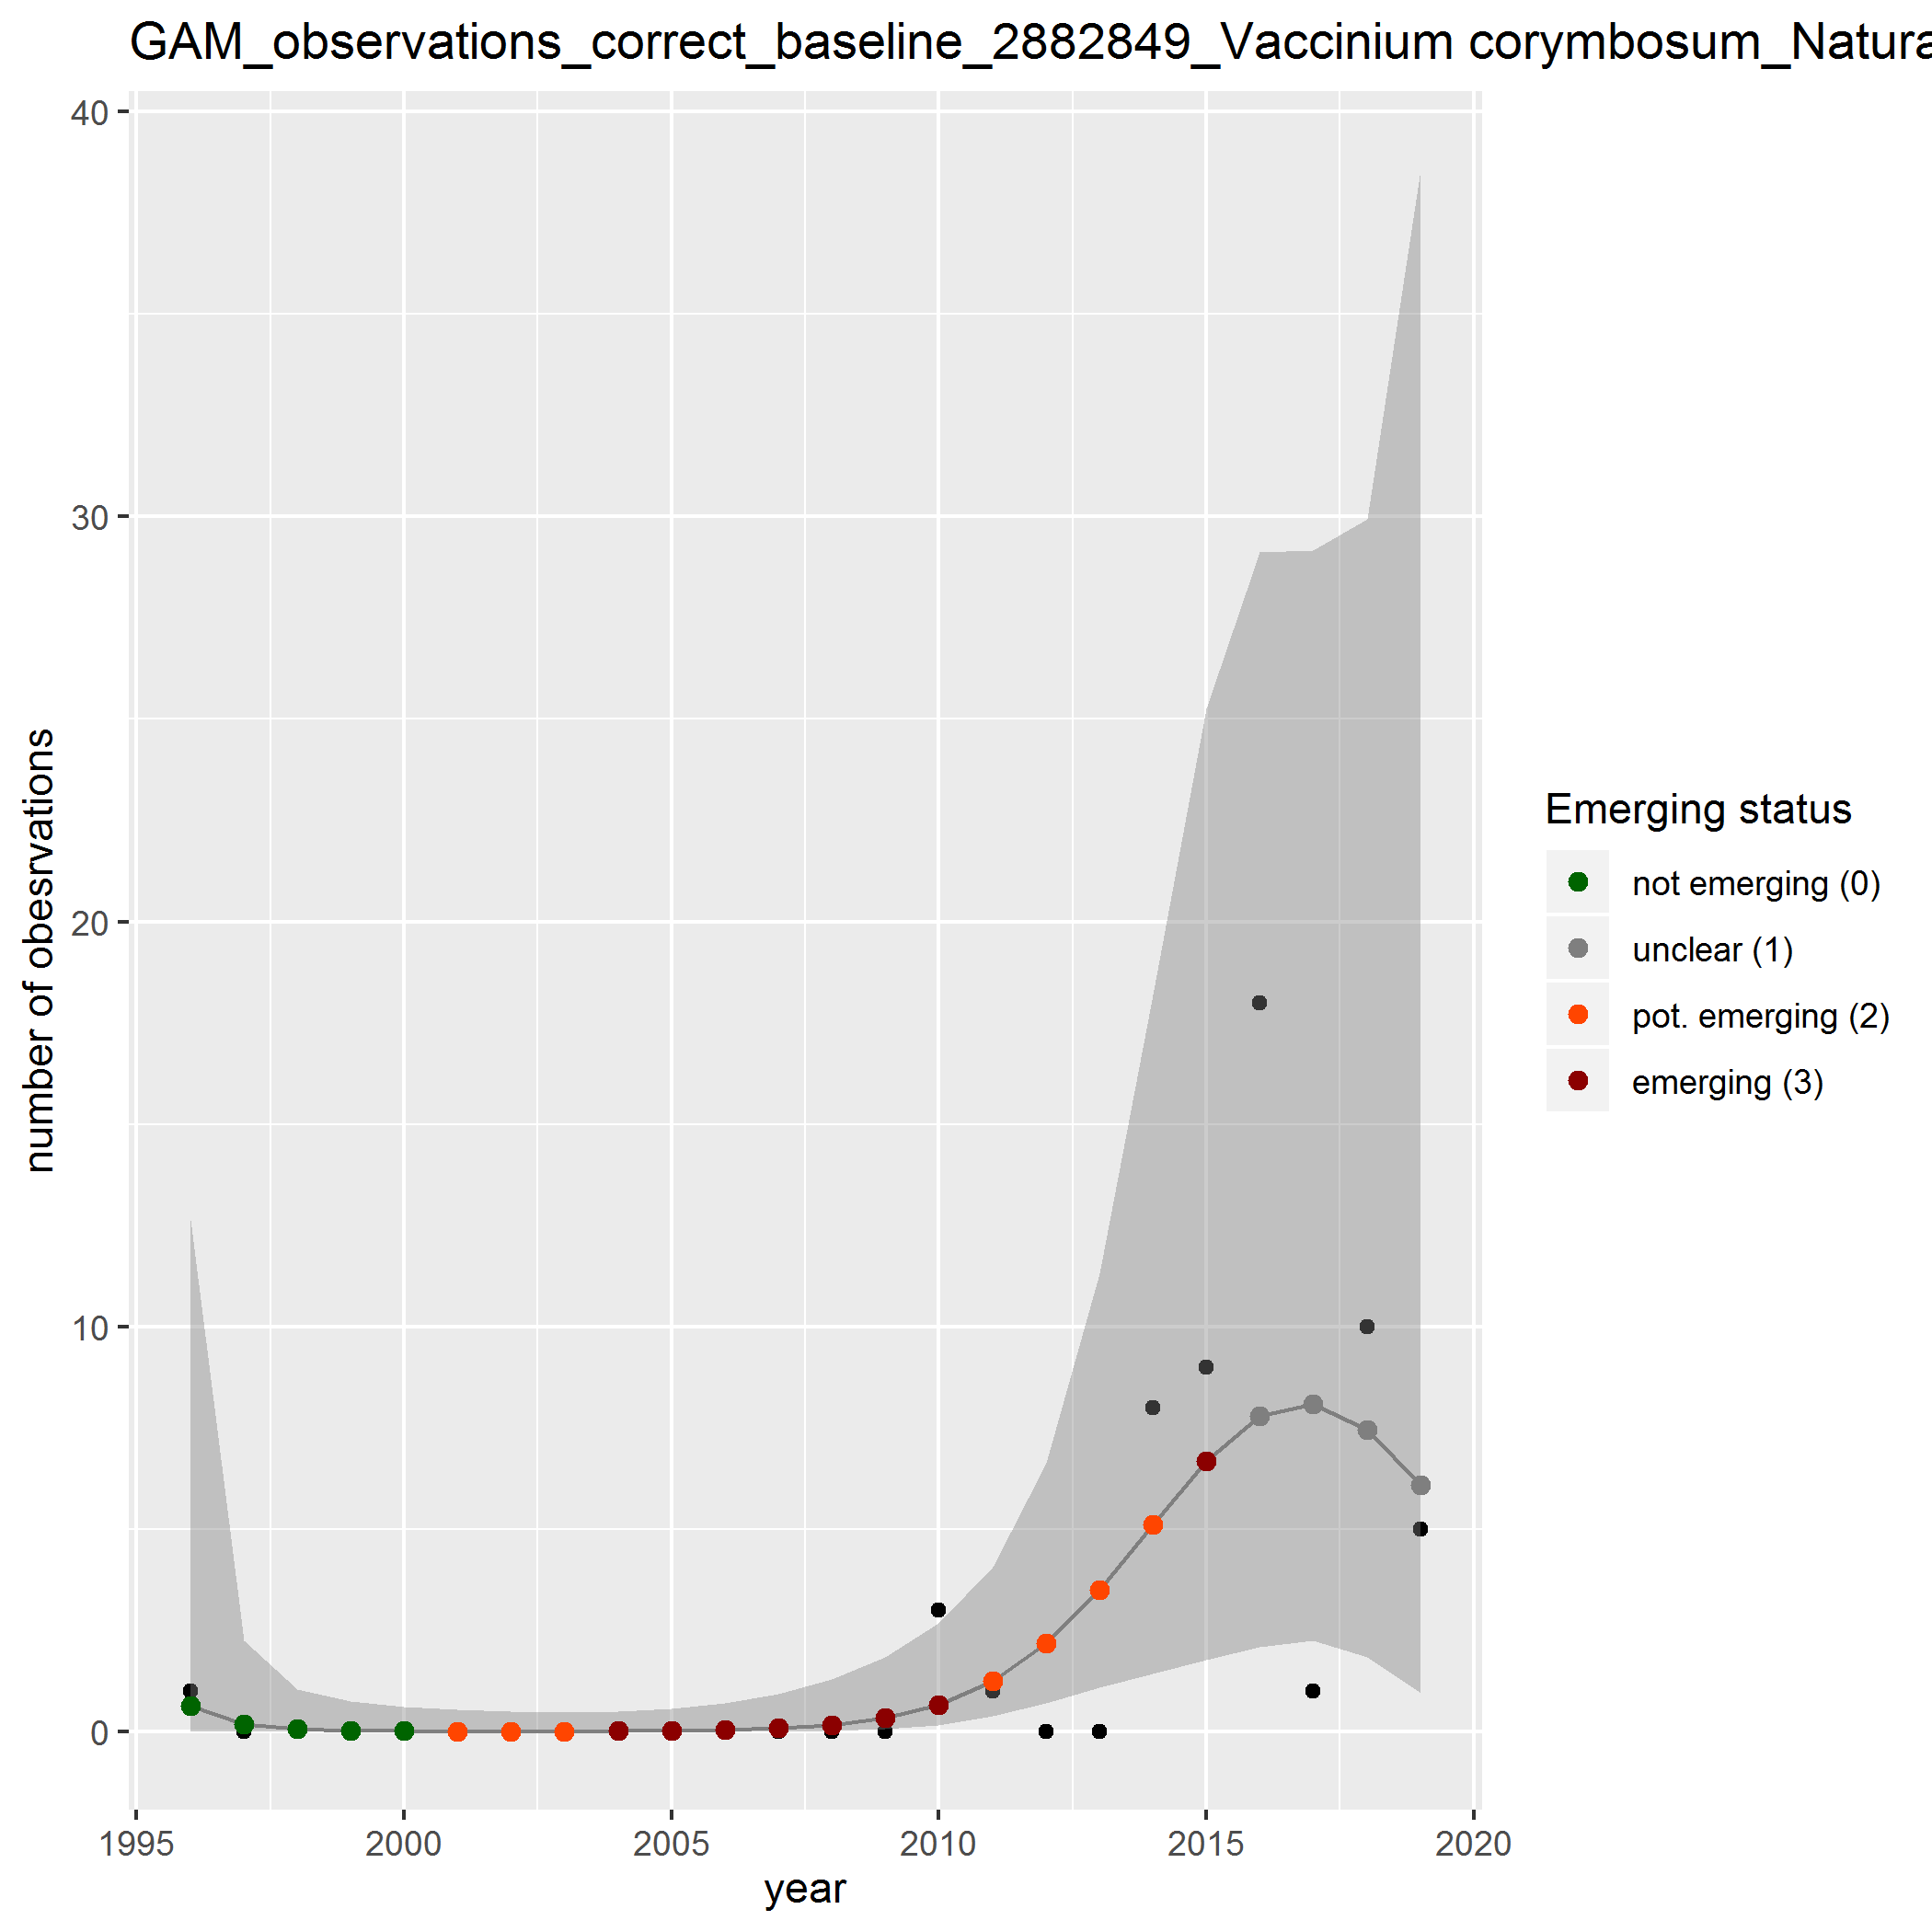 GAM_observations_correct_baseline_2882849_Vaccinium corymbosum_Natura
40
30
20
10
0
number of obesrvations
1995 2000 2005 2010 2015 2020
year
Emerging status
not emerging (0)
unclear (1)
pot. emerging (2)
emerging (3)